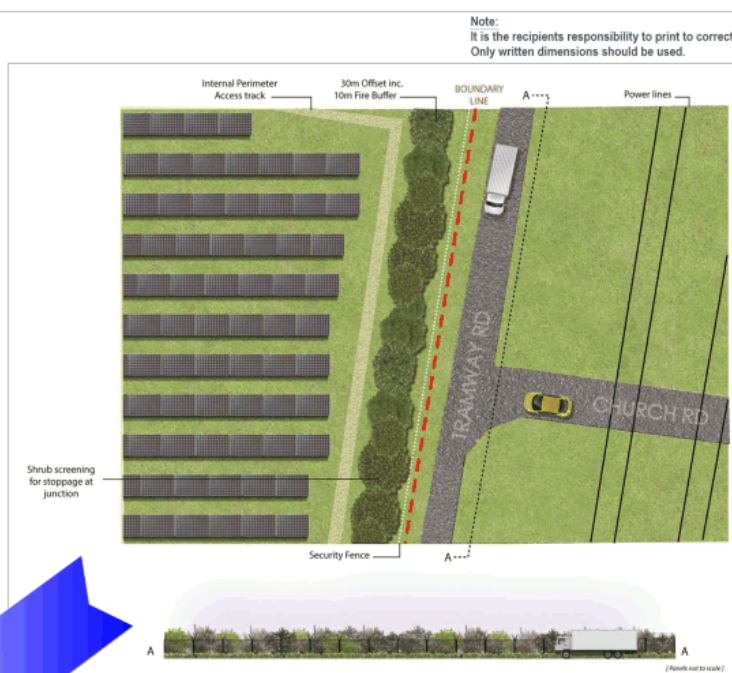 Note:
It is the recipients responsibility to print to correct
Only written dimensions should be used.
Internal Perimeter
Access track
30m Offset inc.
10m Fire Buffer
BOUNDARY
LINE
A
Power lines
TRAMWAY RD
CHURCH RD
Shrub screening
for stoppage at
junction
Security Fence
A
A
A
[Panels not to scale]